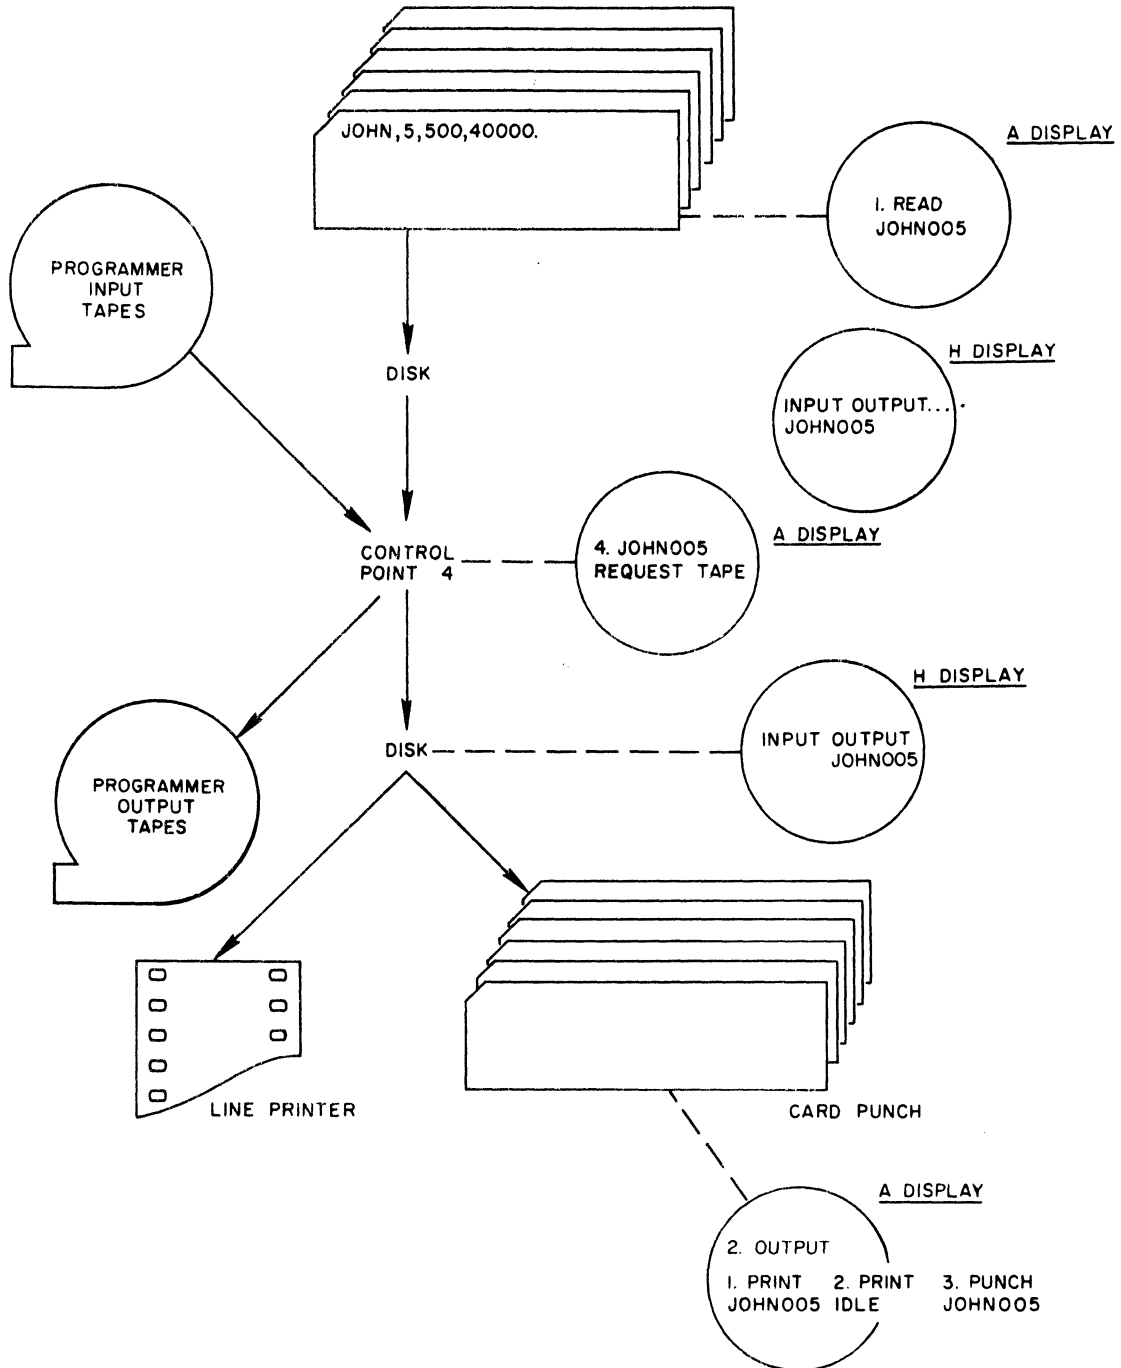 JOHN,5,500,40000.
A DISPLAY
1. READ
JOHN005
PROGRAMMER
INPUT
TAPES
H DISPLAY
DISK
INPUT OUTPUT....
JOHN005
A DISPLAY
CONTROL
POINT 4
4. JOHN005
REQUEST TAPE
H DISPLAY
DISK
INPUT OUTPUT
JOHN005
PROGRAMMER
OUTPUT
TAPES
LINE PRINTER
CARD PUNCH
A DISPLAY
2. OUTPUT
1. PRINT 2. PRINT 3. PUNCH
JOHN005 IDLE JOHN005